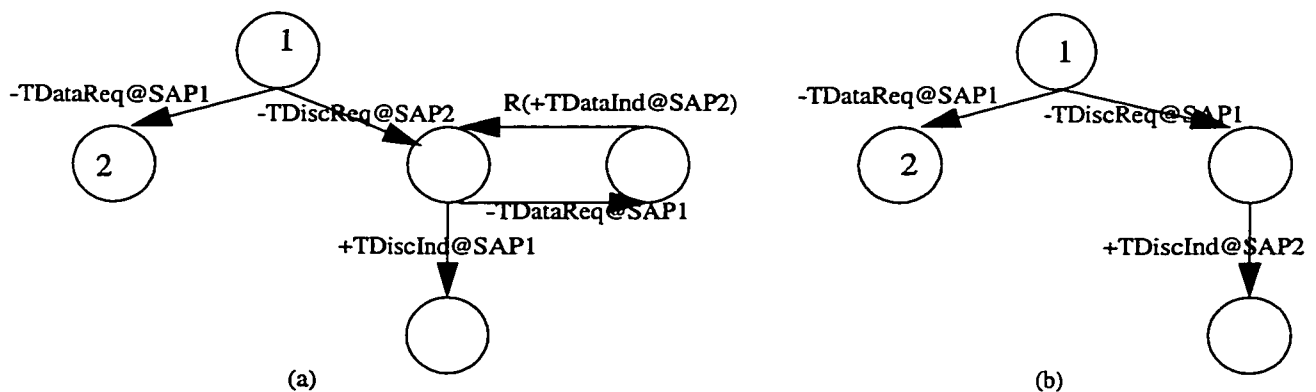 1
-TDataReq@SAP1
-TDiscReq@SAP2
R(+TDataInd@SAP2)
2
-TDataReq@SAP1
+TDiscInd@SAP1
(a)
1
-TDataReq@SAP1
-TDiscReq@SAP1
2
+TDiscInd@SAP2
(b)